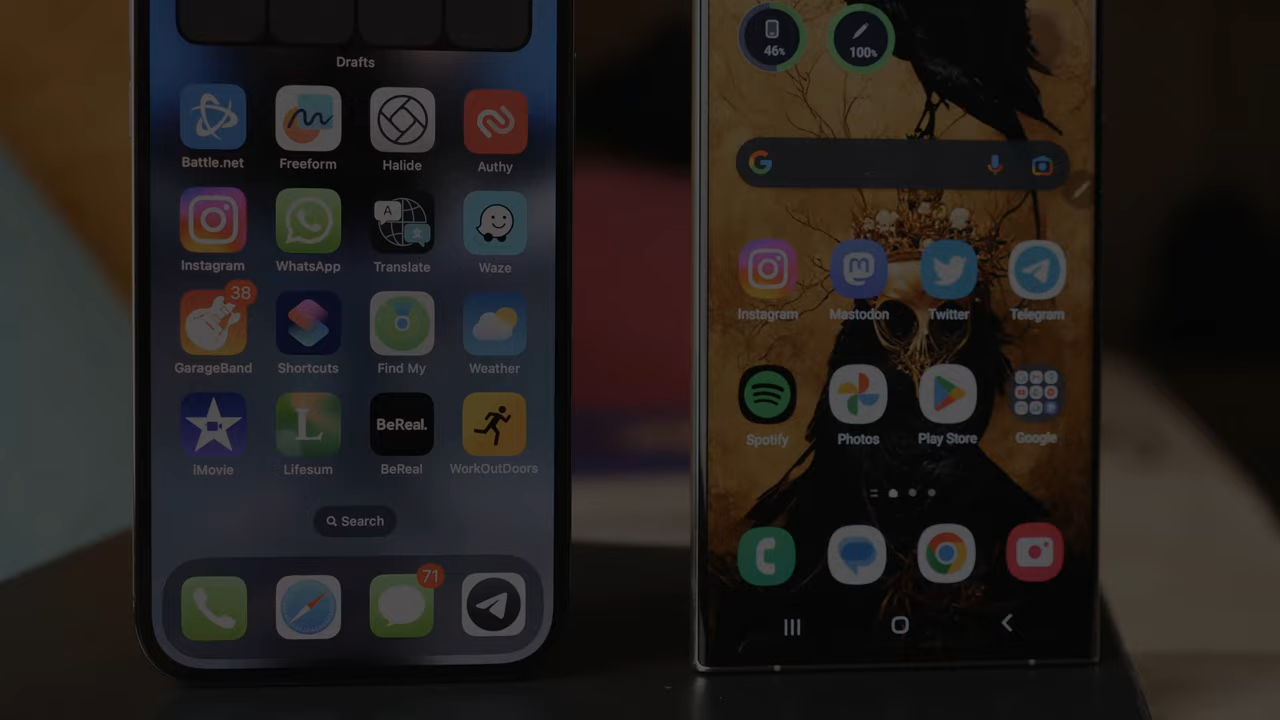 Drafts
Battle.net
Freeform
Halide
Authy
Instagram
WhatsApp
A
Translate
Waze
38
GarageBand
Shortcuts
Find My
Weather
L
BeReal.
iMovie
Lifesum
BeReal
WorkOutDoors
Search
71
46%
100%
G
Instagram
Mastodon
Twitter
Telegram
Spotify
Photos
Play Store
Google